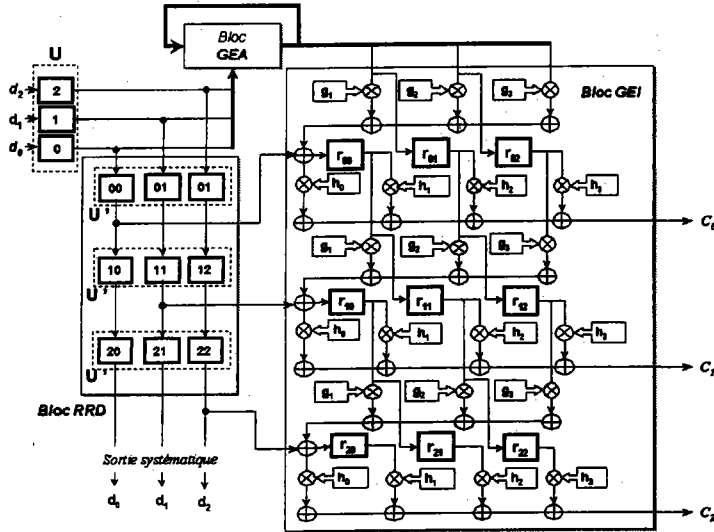 Bloc
GEA
U
d₂ 2
d₁ 1
d₀ 0
Bloc GEI
g₁ g₂ g₃
00 01 01
U'
r₀₀ r₀₁ r₀₂
h₀ h₁ h₂ h₃
C₀
g₁ g₂ g₃
10 11 12
U'
r₁₀ r₁₁ r₁₂
h₀ h₁ h₂ h₃
C₁
20 21 22
U'
g₁ g₂ g₃
Bloc RRD
r₂₀ r₂₁ r₂₂
Sortie systématique
h₀ h₁ h₂ h₃
d₀ d₁ d₂
C₂